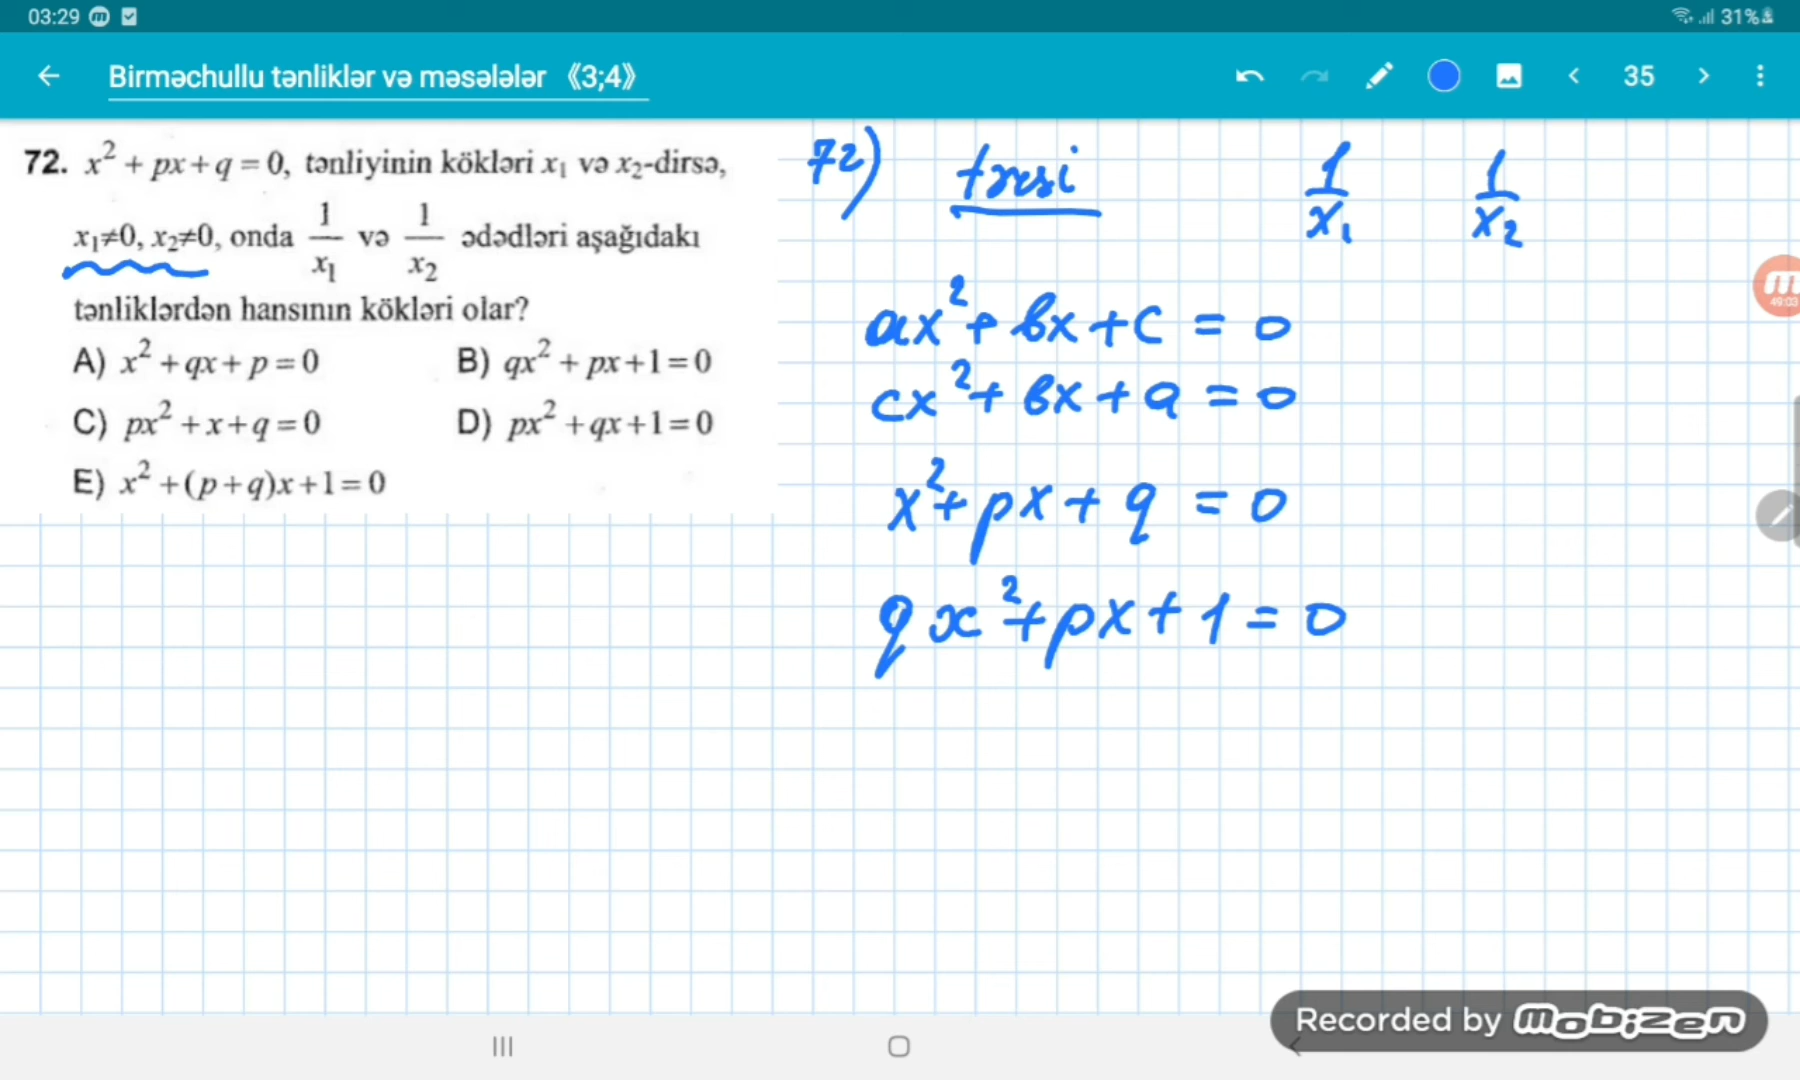 03:29
31%
Birməchullu tənliklər və məsələlər 《3;4》
35
72. x² + px + q = 0, tənliyinin kökləri x₁ və x₂-dirsə,
x₁≠0, x₂≠0, onda 1/x₁ və 1/x₂ ədədləri aşağıdakı
tənliklərdən hansının kökləri olar?
A) x² + qx + p = 0 B) qx² + px + 1 = 0
C) px² + x + q = 0 D) px² + qx + 1 = 0
E) x² + (p + q)x + 1 = 0
72) tərsi 1/x₁ 1/x₂
ax² + bx + c = 0
cx² + bx + a = 0
x² + px + q = 0
qx² + px + 1 = 0
49:03
Recorded by Mobizen